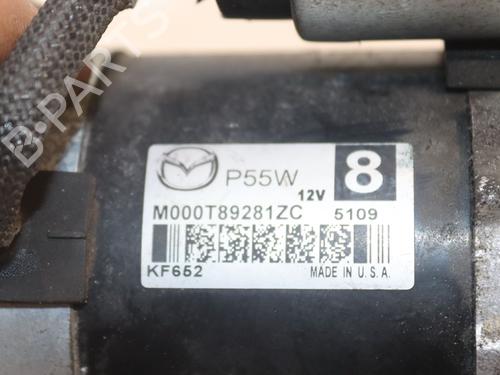 P55W
12V
8
M000T89281ZC 5109
KF652
MADE IN U.S.A.
B-PARTS